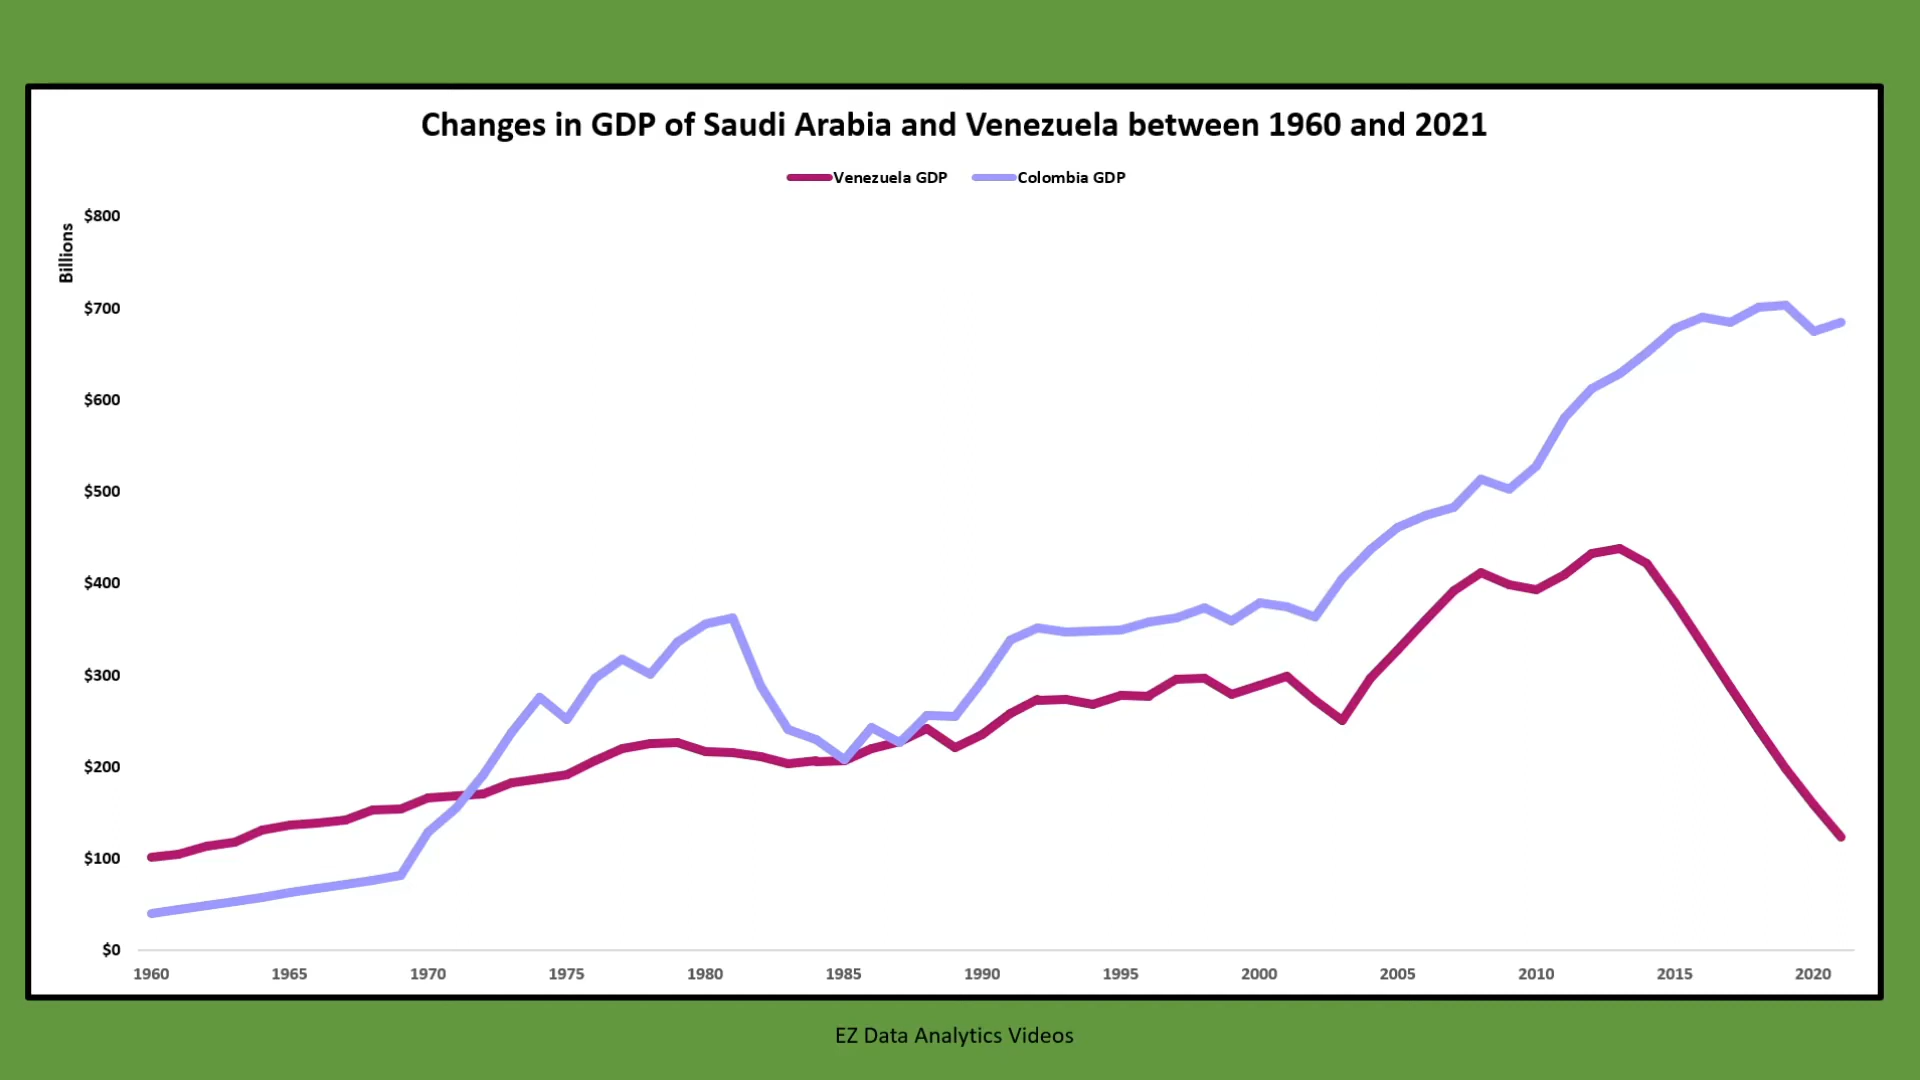 Changes in GDP of Saudi Arabia and Venezuela between 1960 and 2021
Venezuela GDP Colombia GDP
Billions
$800
$700
$600
$500
$400
$300
$200
$100
$0
1960 1965 1970 1975 1980 1985 1990 1995 2000 2005 2010 2015 2020
EZ Data Analytics Videos